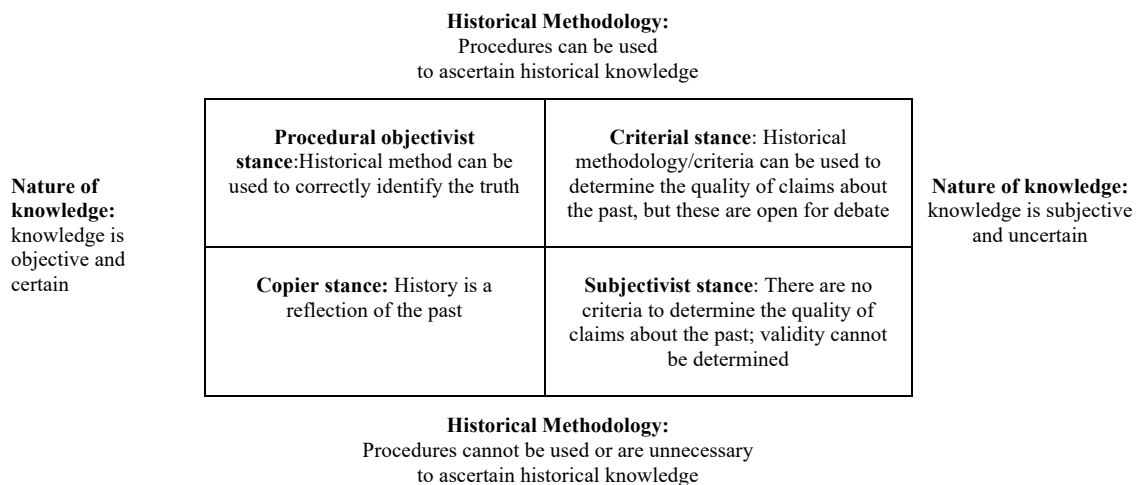 Historical Methodology:
Procedures can be used
to ascertain historical knowledge
Nature of
knowledge:
knowledge is
objective and
certain
Procedural objectivist
stance:Historical method can be
used to correctly identify the truth
Criterial stance: Historical
methodology/criteria can be used to
determine the quality of claims about
the past, but these are open for debate
Nature of knowledge:
knowledge is subjective
and uncertain
Copier stance: History is a
reflection of the past
Subjectivist stance: There are no
criteria to determine the quality of
claims about the past; validity cannot
be determined
Historical Methodology:
Procedures cannot be used or are unnecessary
to ascertain historical knowledge